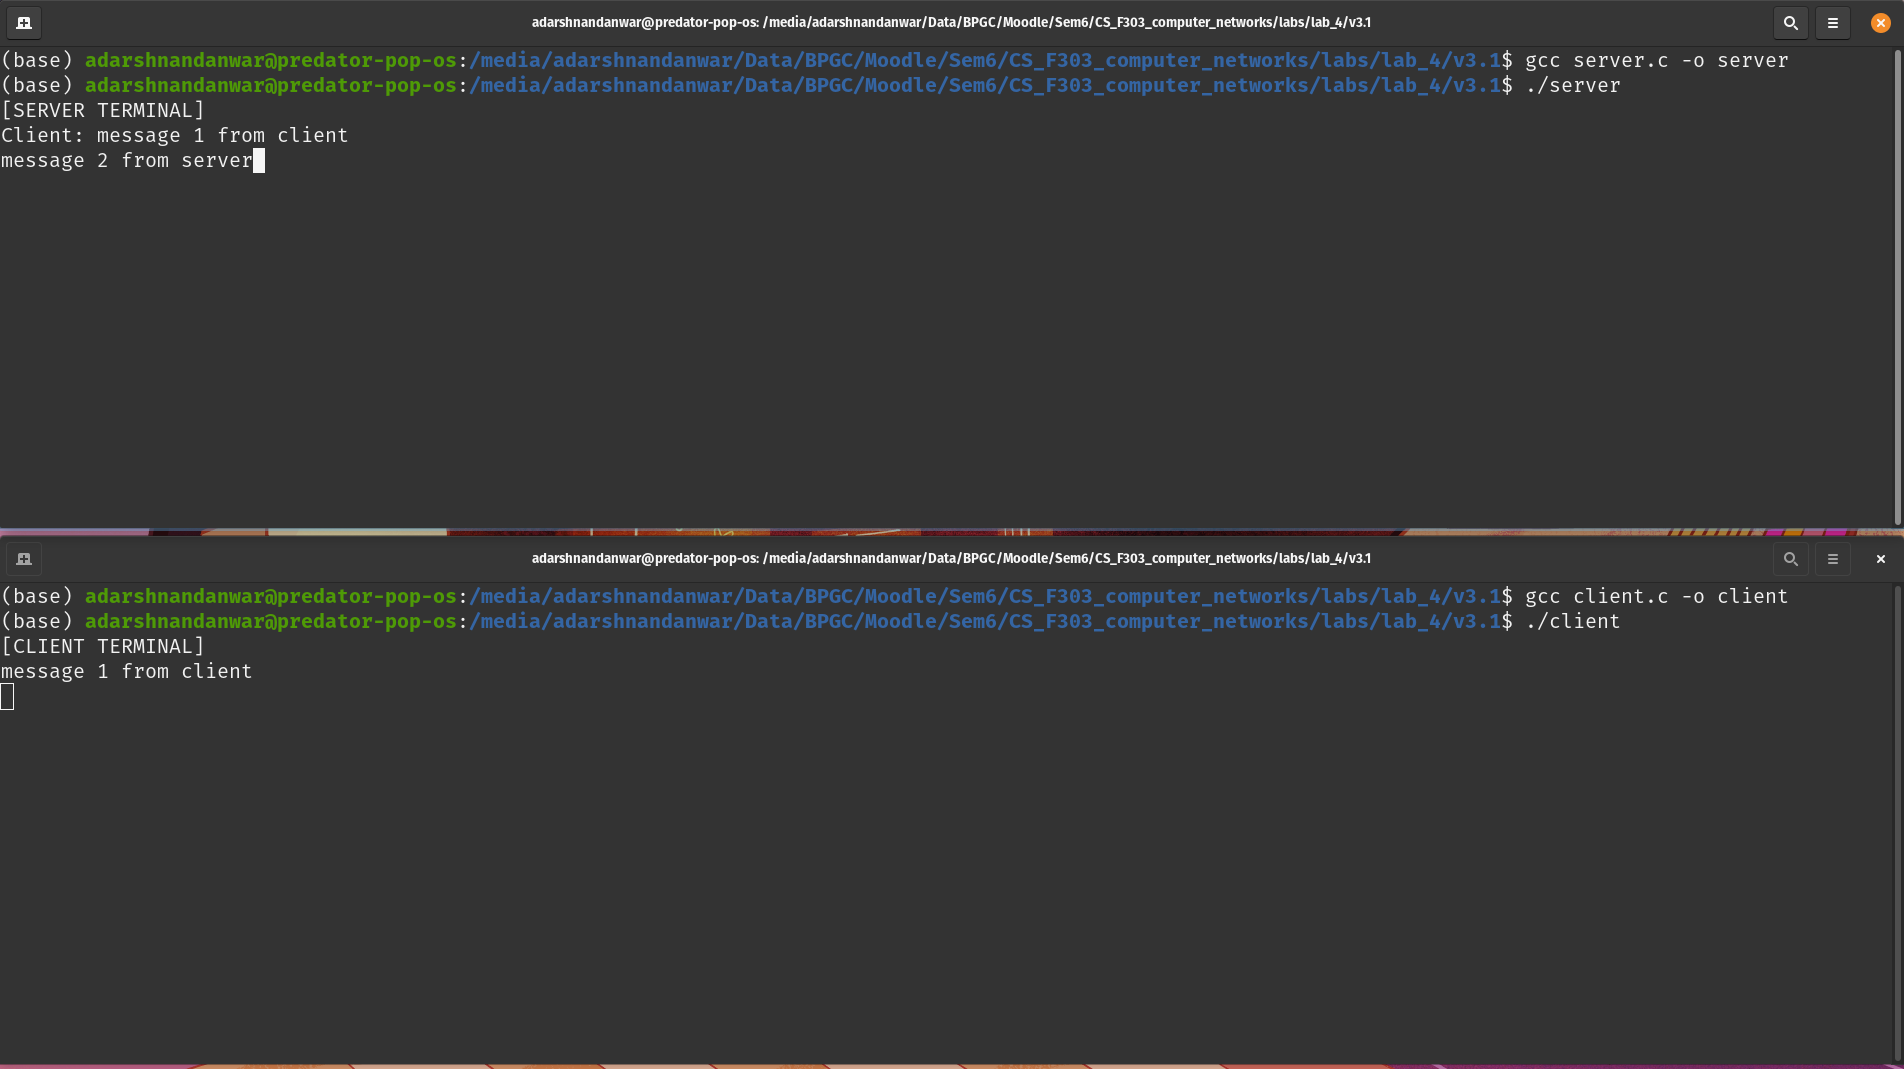 adarshnandanwar@predator-pop-os: /media/adarshnandanwar/Data/BPGC/Moodle/Sem6/CS_F303_computer_networks/labs/lab_4/v3.1
(base) adarshnandanwar@predator-pop-os:/media/adarshnandanwar/Data/BPGC/Moodle/Sem6/CS_F303_computer_networks/labs/lab_4/v3.1$ gcc server.c -o server
(base) adarshnandanwar@predator-pop-os:/media/adarshnandanwar/Data/BPGC/Moodle/Sem6/CS_F303_computer_networks/labs/lab_4/v3.1$ ./server
[SERVER TERMINAL]
Client: message 1 from client
message 2 from server
adarshnandanwar@predator-pop-os: /media/adarshnandanwar/Data/BPGC/Moodle/Sem6/CS_F303_computer_networks/labs/lab_4/v3.1
(base) adarshnandanwar@predator-pop-os:/media/adarshnandanwar/Data/BPGC/Moodle/Sem6/CS_F303_computer_networks/labs/lab_4/v3.1$ gcc client.c -o client
(base) adarshnandanwar@predator-pop-os:/media/adarshnandanwar/Data/BPGC/Moodle/Sem6/CS_F303_computer_networks/labs/lab_4/v3.1$ ./client
[CLIENT TERMINAL]
message 1 from client